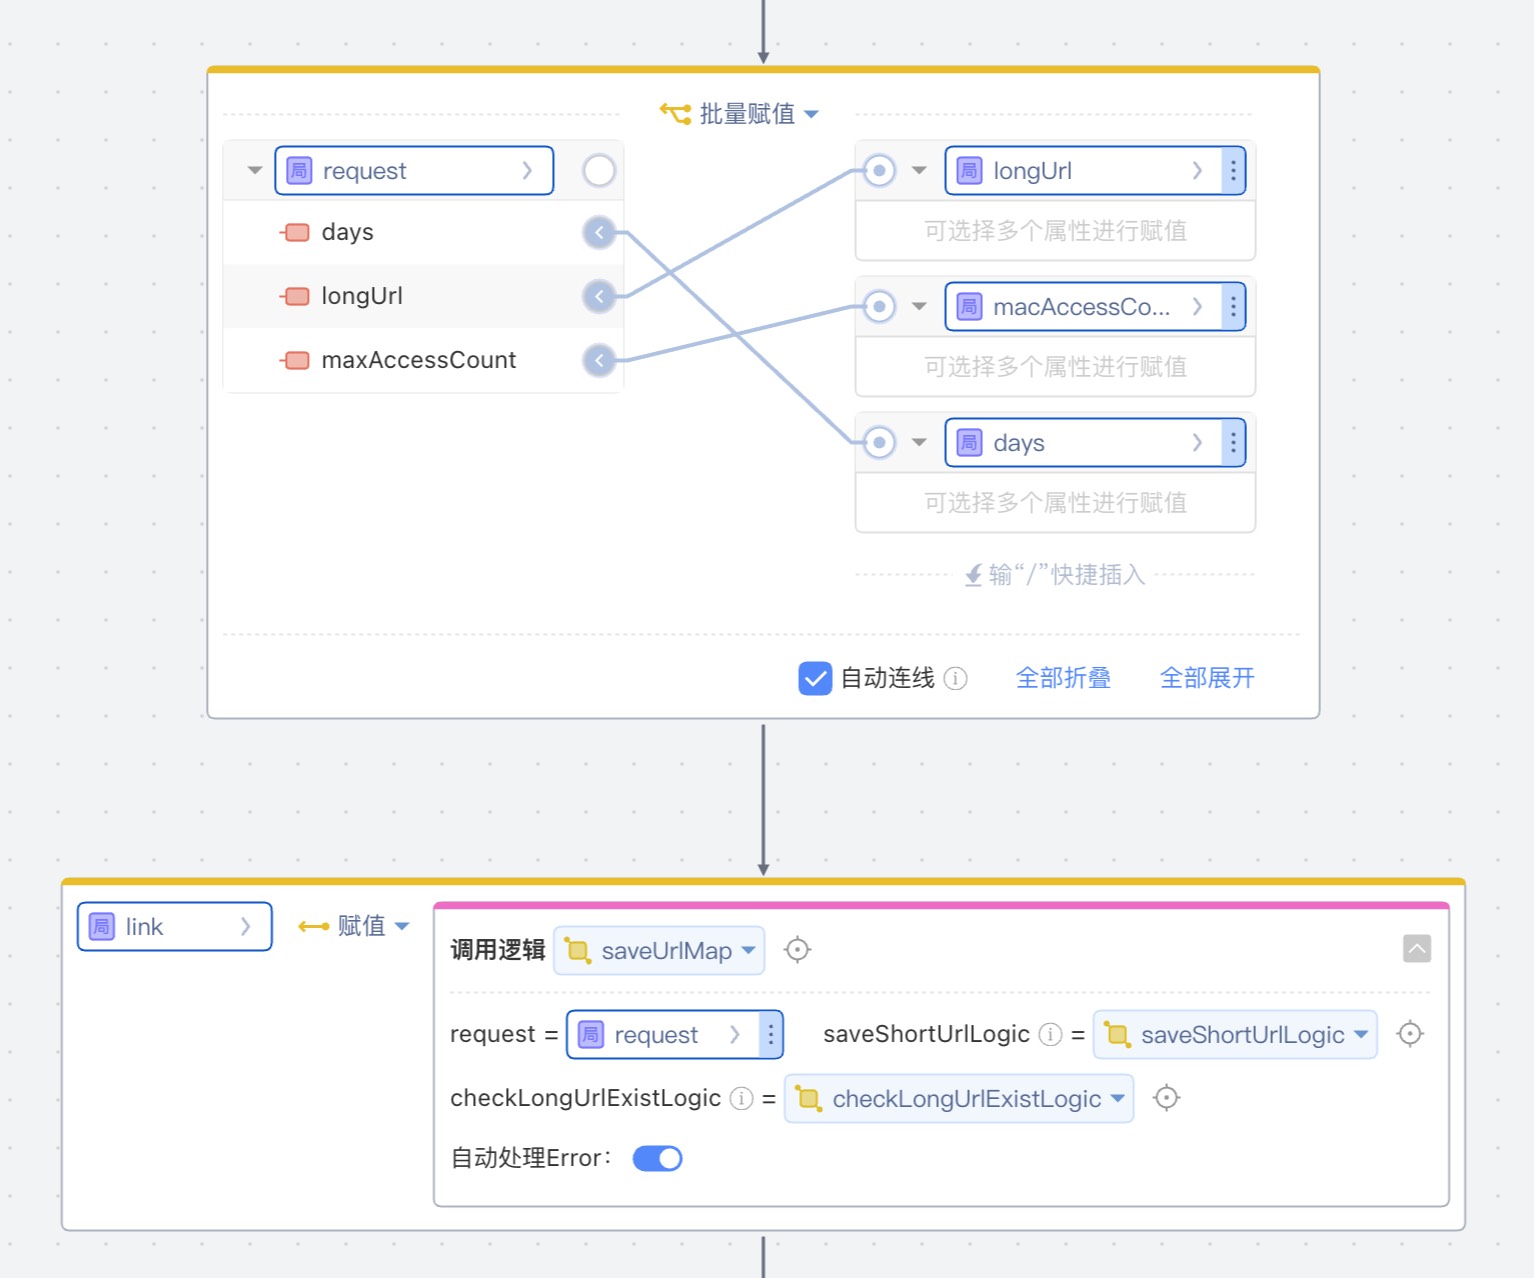 批量赋值
局 request
days
longUrl
maxAccessCount
局 longUrl
可选择多个属性进行赋值
局 macAccessCo...
可选择多个属性进行赋值
局 days
可选择多个属性进行赋值
输“/”快捷插入
自动连线 全部折叠 全部展开
局 link 赋值
调用逻辑 saveUrlMap
request = 局 request saveShortUrlLogic = saveShortUrlLogic
checkLongUrlExistLogic = checkLongUrlExistLogic
自动处理Error：